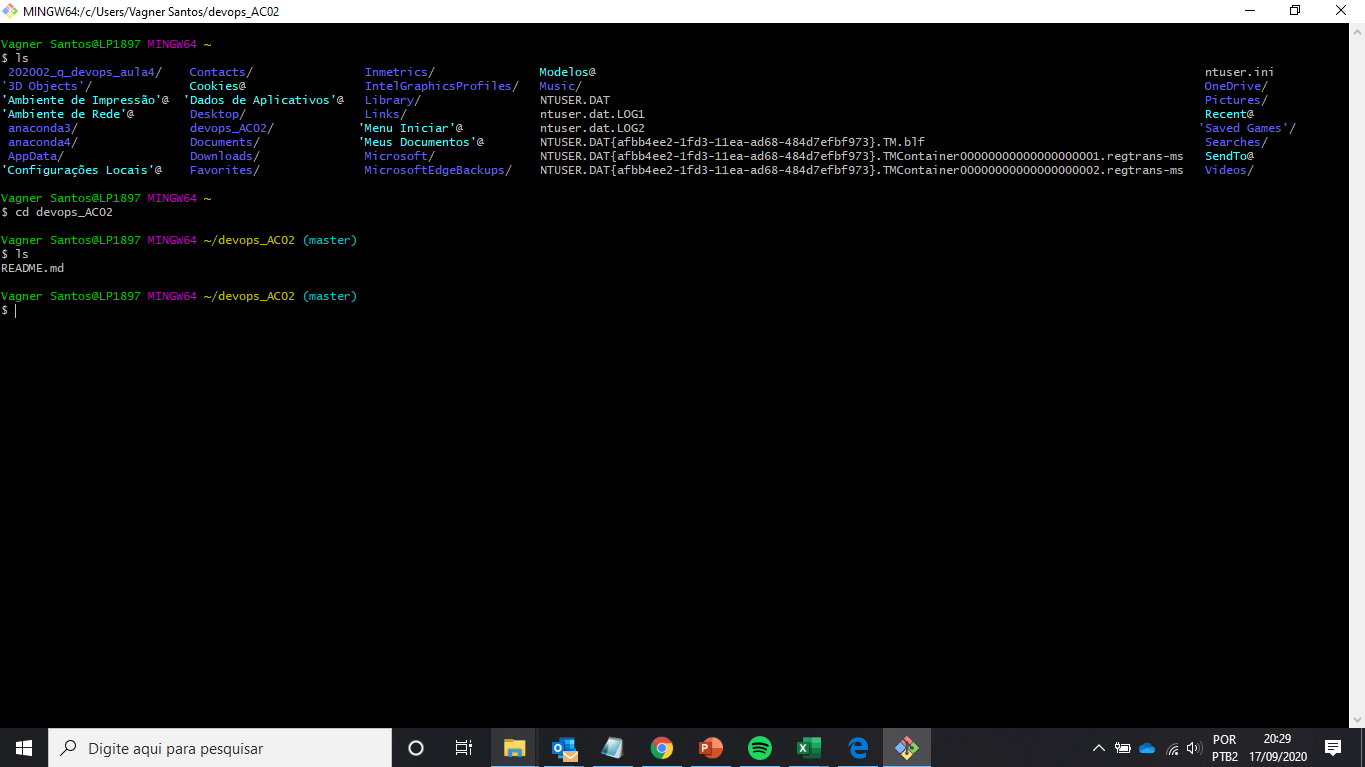 MINGW64:/c/Users/Vagner Santos/devops_AC02
Vagner Santos@LP1897 MINGW64 ~
$ ls
202002_q_devops_aula4/ Contacts/ Inmetrics/ Modelos@ ntuser.ini
'3D Objects'/ Cookies@ IntelGraphicsProfiles/ Music/ OneDrive/
'Ambiente de Impressão'@ 'Dados de Aplicativos'@ Library/ NTUSER.DAT Pictures/
'Ambiente de Rede'@ Desktop/ Links/ ntuser.dat.LOG1 Recent@
anaconda3/ devops_AC02/ 'Menu Iniciar'@ ntuser.dat.LOG2 'Saved Games'/
anaconda4/ Documents/ 'Meus Documentos'@ NTUSER.DAT{afbb4ee2-1fd3-11ea-ad68-484d7efbf973}.TM.blf Searches/
AppData/ Downloads/ Microsoft/ NTUSER.DAT{afbb4ee2-1fd3-11ea-ad68-484d7efbf973}.TMContainer00000000000000000001.regtrans-ms SendTo@
'Configurações Locais'@ Favorites/ MicrosoftEdgeBackups/ NTUSER.DAT{afbb4ee2-1fd3-11ea-ad68-484d7efbf973}.TMContainer00000000000000000002.regtrans-ms Videos/
Vagner Santos@LP1897 MINGW64 ~
$ cd devops_AC02
Vagner Santos@LP1897 MINGW64 ~/devops_AC02 (master)
$ ls
README.md
Vagner Santos@LP1897 MINGW64 ~/devops_AC02 (master)
$
Digite aqui para pesquisar
POR 20:29
PTB2 17/09/2020